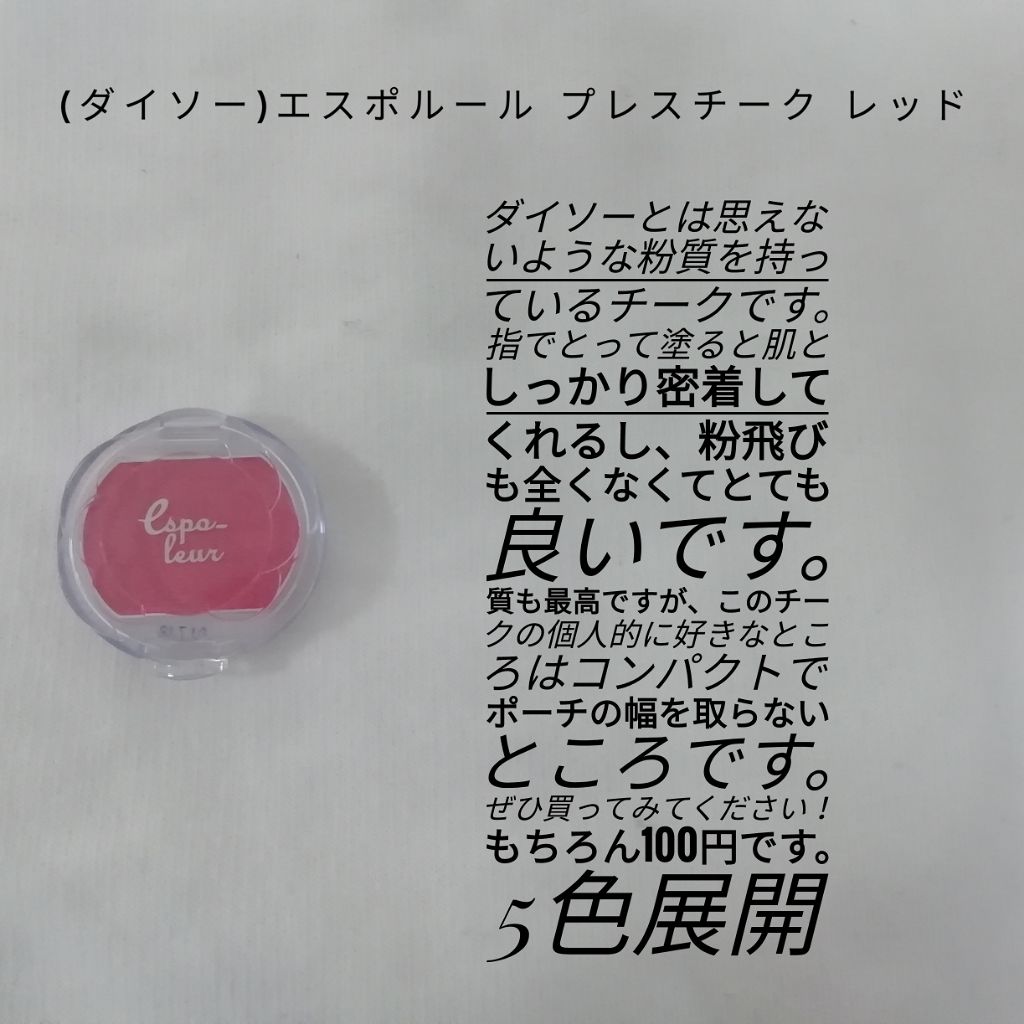 (ダイソー)エスポルール プレスチーク レッド
ダイソーとは思えな
いような粉質を持っ
ているチークです。
指でとって塗ると肌と
しっかり密着して
くれるし、粉飛び
も全くなくてとても
良いです。
質も最高ですが、このチー
クの個人的に好きなとこ
ろはコンパクトで
ポーチの幅を取らない
ところです。
ぜひ買ってみてください!
もちろん100円です。
5色展開
Espo-
leur